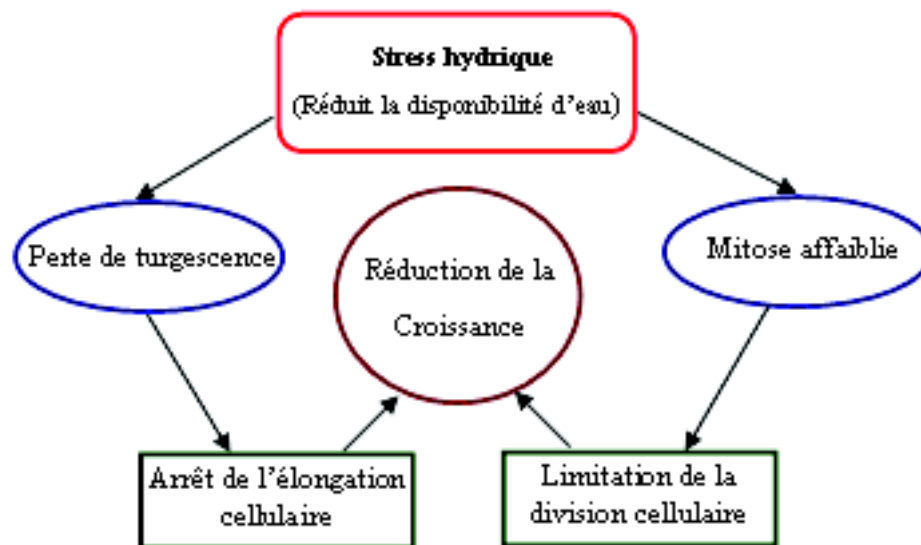 Stress hydrique
(Réduit la disponibilité d'eau)
Perte de turgescence
Mitose affaiblie
Réduction de la
Croissance
Arrêt de l'élongation
cellulaire
Limitation de la
division cellulaire